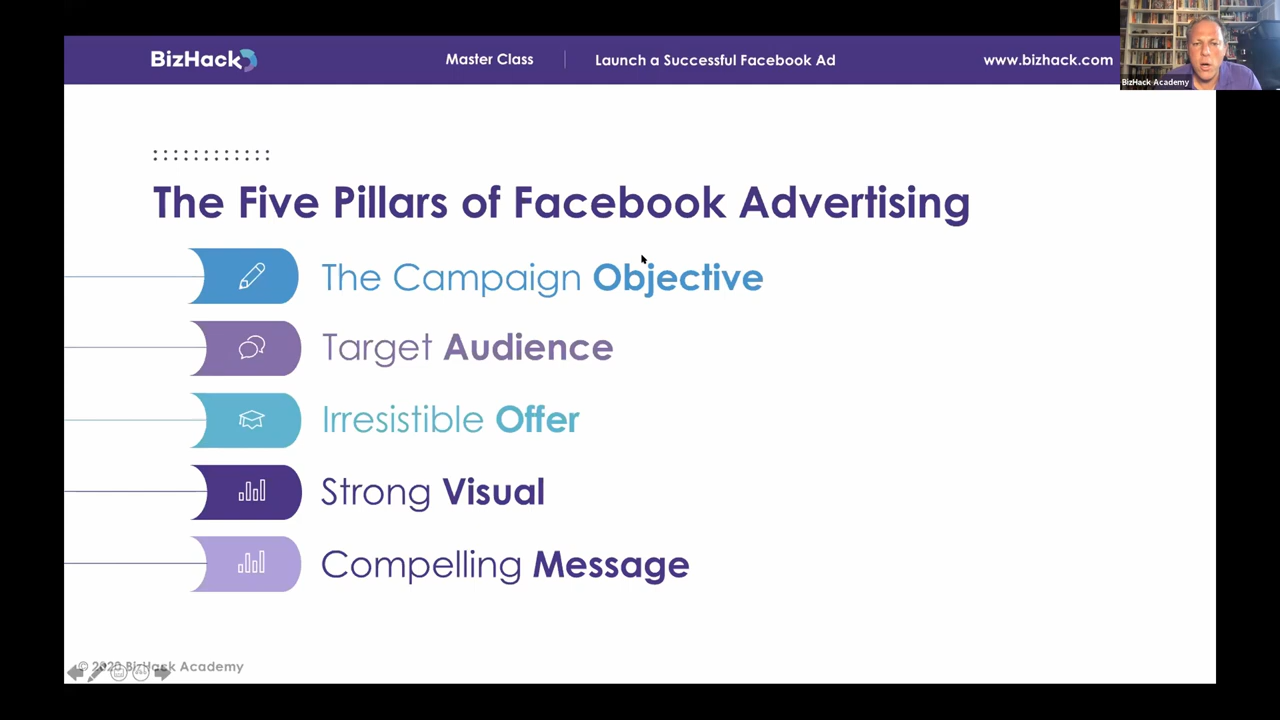 BizHack
Master Class
Launch a Successful Facebook Ad
www.bizhack.com
BizHack Academy
The Five Pillars of Facebook Advertising
The Campaign Objective
Target Audience
Irresistible Offer
Strong Visual
Compelling Message
© 2020 BizHack Academy